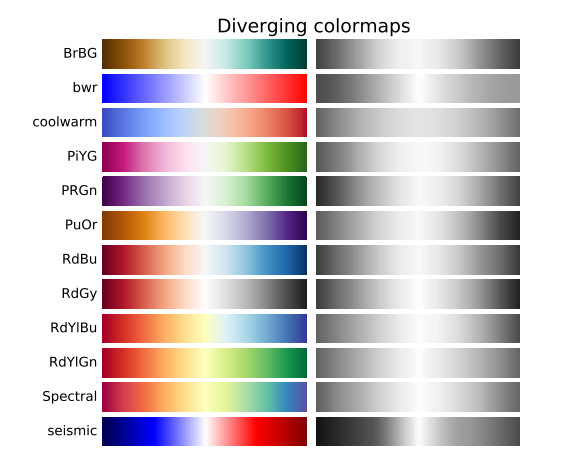 Diverging colormaps
BrBG
bwr
coolwarm
PiYG
PRGn
PuOr
RdBu
RdGy
RdYlBu
RdYlGn
Spectral
seismic